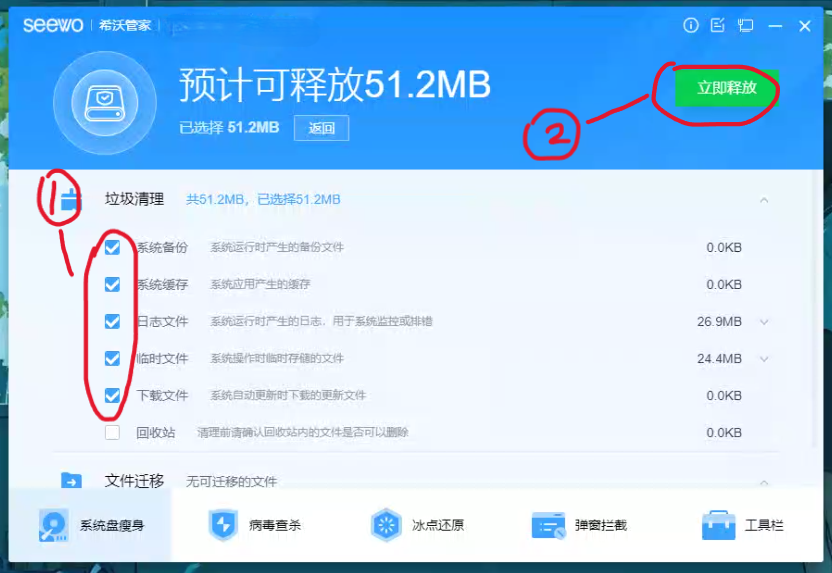 seewo 希沃管家
预计可释放51.2MB
已选择 51.2MB 返回
立即释放
2
1
垃圾清理 共51.2MB，已选择51.2MB
系统备份 系统运行时产生的备份文件 0.0KB
系统缓存 系统应用产生的缓存 0.0KB
日志文件 系统运行时产生的日志、用于系统监控或排错 26.9MB
临时文件 系统操作时临时存储的文件 24.4MB
下载文件 系统自动更新时下载的更新文件 0.0KB
回收站 清理前请确认回收站内的文件是否可以删除 0.0KB
文件迁移 无可迁移的文件
系统盘瘦身 病毒查杀 冰点还原 弹窗拦截 工具栏